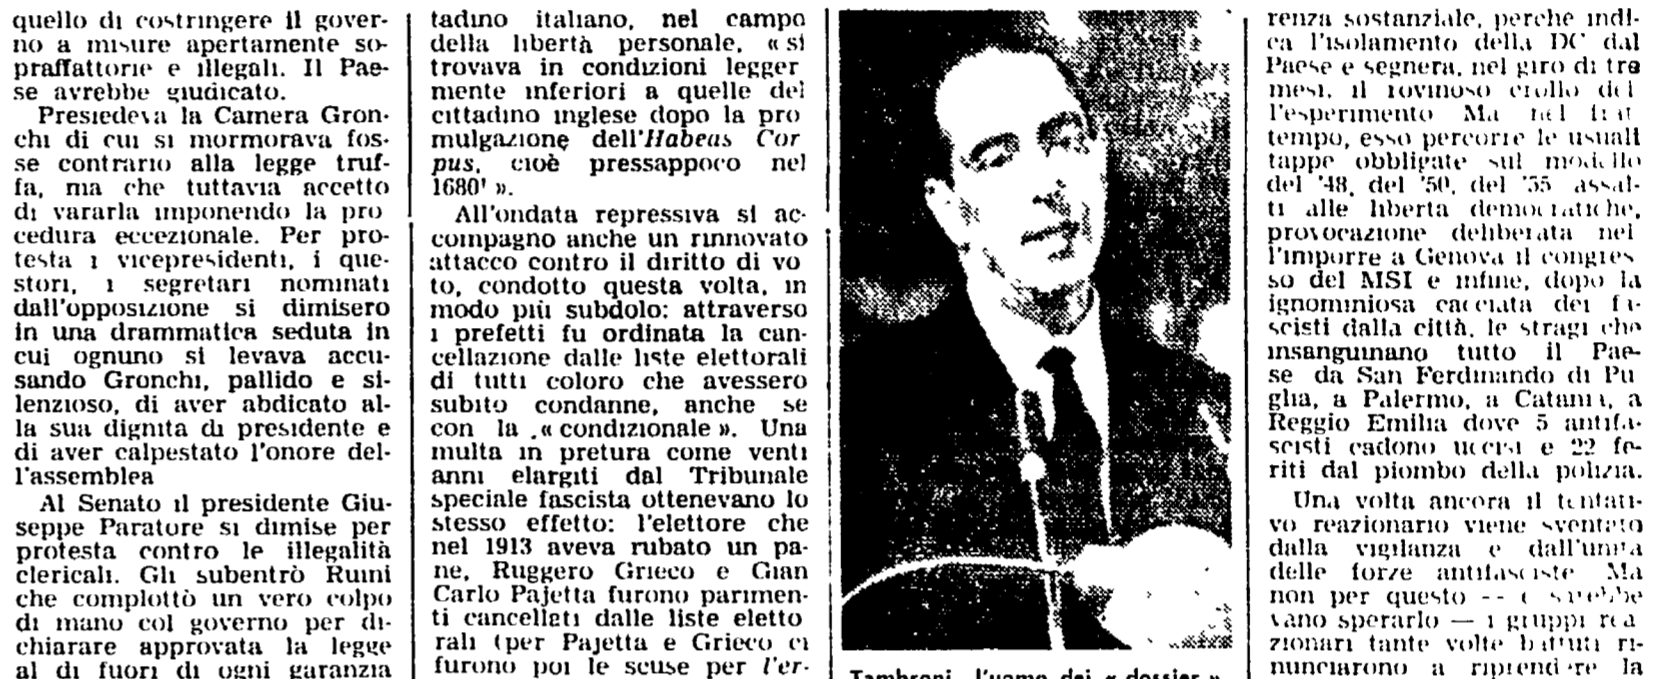 quello di costringere il gover-
no a misure apertamente so-
praffattorie e illegali. Il Pae-
se avrebbe giudicato.
Presiedeva la Camera Gron-
chi di cui si mormorava fos-
se contrario alla legge truf-
fa, ma che tuttavia accettò
di vararla imponendo la pro
cedura eccezionale. Per pro-
testa i vicepresidenti, i que-
stori, i segretari nominati
dall'opposizione si dimisero
in una drammatica seduta in
cui ognuno si levava accu-
sando Gronchi, pallido e si-
lenzioso, di aver abdicato al-
la sua dignità di presidente e
di aver calpestato l'onore del-
l'assemblea
Al Senato il presidente Giu-
seppe Paratore si dimise per
protesta contro le illegalità
clericali. Gli subentrò Ruini
che complottò un vero colpo
di mano col governo per di-
chiarare approvata la legge
al di fuori di ogni garanzia
tadino italiano, nel campo
della libertà personale, « si
trovava in condizioni legger
mente inferiori a quelle del
cittadino inglese dopo la pro
mulgazione dell'Habeas Cor
pus, cioè pressappoco nel
1680! ».
All'ondata repressiva si ac-
compagnò anche un rinnovato
attacco contro il diritto di vo
to, condotto questa volta, in
modo più subdolo: attraverso
i prefetti fu ordinata la can-
cellazione dalle liste elettorali
di tutti coloro che avessero
subìto condanne, anche se
con la « condizionale ». Una
multa in pretura come venti
anni elargiti dal Tribunale
speciale fascista ottenevano lo
stesso effetto: l'elettore che
nel 1913 aveva rubato un pa-
ne, Ruggero Grieco e Gian
Carlo Pajetta furono parimen-
ti cancellati dalle liste eletto
rali (per Pajetta e Grieco ci
furono poi le scuse per l'er-
Tambroni, l'uomo dei « dossier »
renza sostanziale, perché indi-
ca l'isolamento della DC dal
Paese e segnerà, nel giro di tre
mesi, il rovinoso crollo del
l'esperimento Ma nel frat
tempo, esso percorre le usuali
tappe obbligate sul modello
del '48, del '50, del '55 assal-
ti alle libertà democratiche,
provocazione deliberata nel
l'imporre a Genova il congres
so del MSI e infine, dopo la
ignominiosa cacciata dei fa-
scisti dalla città, le stragi che
insanguinano tutto il Pae-
se da San Ferdinando di Pu
glia, a Palermo, a Catania, a
Reggio Emilia dove 5 antifa-
scisti cadono uccisi e 22 fe-
riti dal piombo della polizia.
Una volta ancora il tentati-
vo reazionario viene sventato
dalla vigilanza e dall'unità
delle forze antifasciste. Ma
non per questo -- e sarebbe
vano sperarlo — i gruppi rea
zionari tante volte battuti ri-
nunciarono a riprendere la